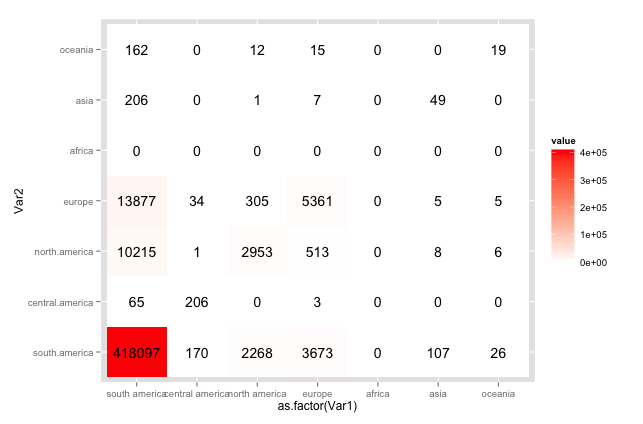 oceania 162 0 12 15 0 0 19
asia 206 0 1 7 0 49 0
africa 0 0 0 0 0 0 0
europe 13877 34 305 5361 0 5 5
north.america 10215 1 2953 513 0 8 6
central.america 65 206 0 3 0 0 0
south.america 418097 170 2268 3673 0 107 26
south america central america north america europe africa asia oceania
as.factor(Var1)
Var2
value
4e+05
3e+05
2e+05
1e+05
0e+00